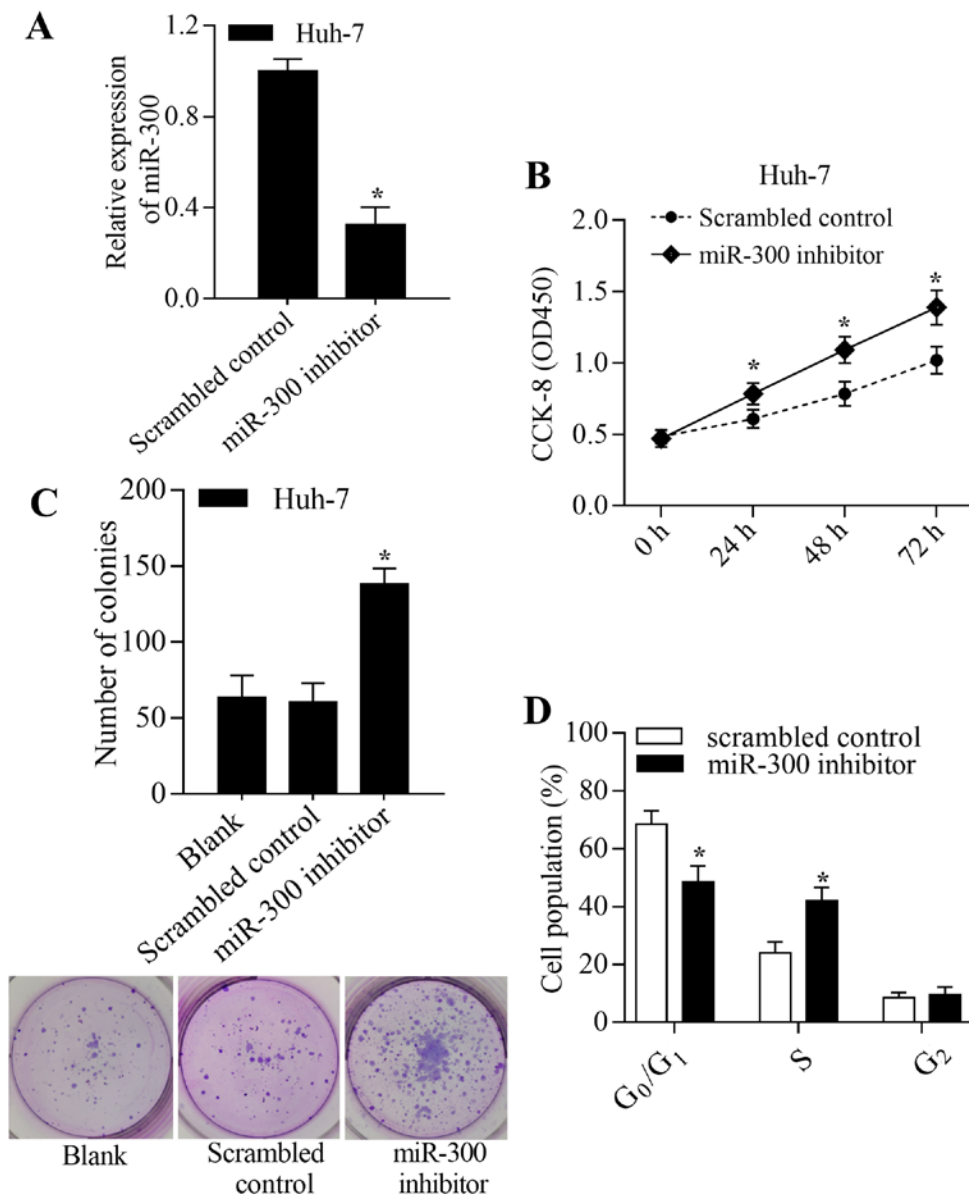 A
Huh-7
1.2
0.8
0.4
0.0
Relative expression
of miR-300
*
Scrambled control
miR-300 inhibitor
B
Huh-7
Scrambled control
miR-300 inhibitor
2.0
1.5
1.0
0.5
0.0
CCK-8 (OD450)
*
*
*
0 h
24 h
48 h
72 h
C
Huh-7
200
150
100
50
0
Number of colonies
*
Blank
Scrambled control
miR-300 inhibitor
Blank
Scrambled
control
miR-300
inhibitor
D
scrambled control
miR-300 inhibitor
100
80
60
40
20
0
Cell population (%)
*
*
G₀/G₁
S
G₂